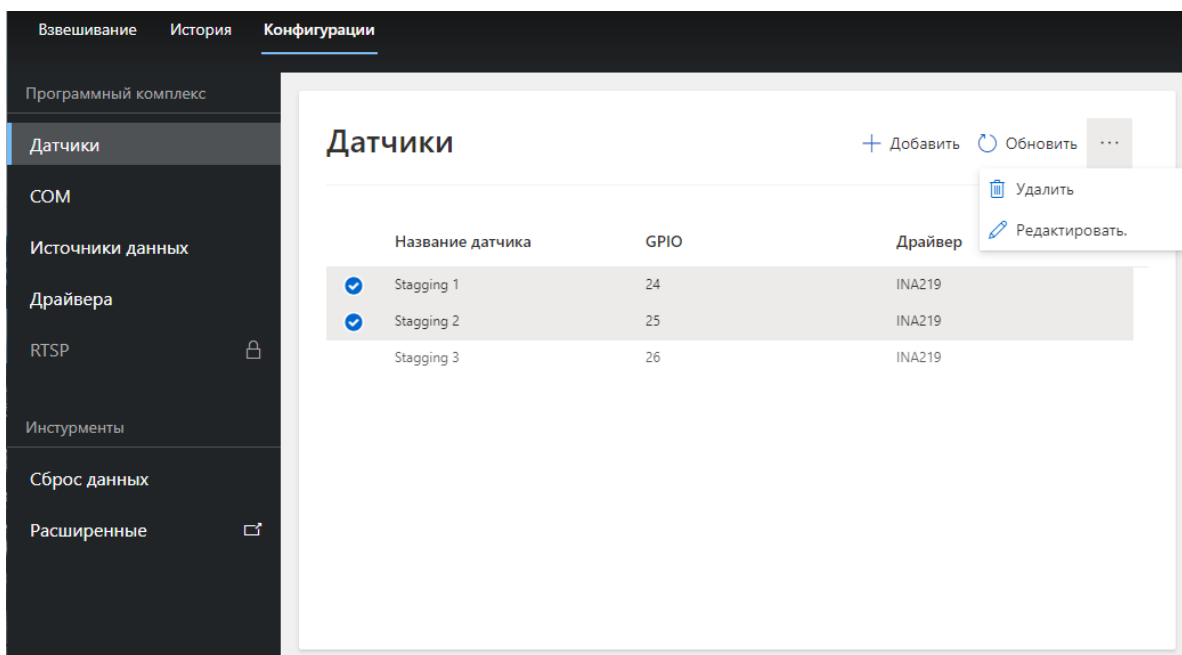 Взвешивание История Конфигурации
Программный комплекс
Датчики
COM
Источники данных
Драйвера
RTSP
Инстурменты
Сброс данных
Расширенные
Датчики
Добавить Обновить ...
Удалить
Редактировать.
Название датчика GPIO Драйвер
Stagging 1 24 INA219
Stagging 2 25 INA219
Stagging 3 26 INA219